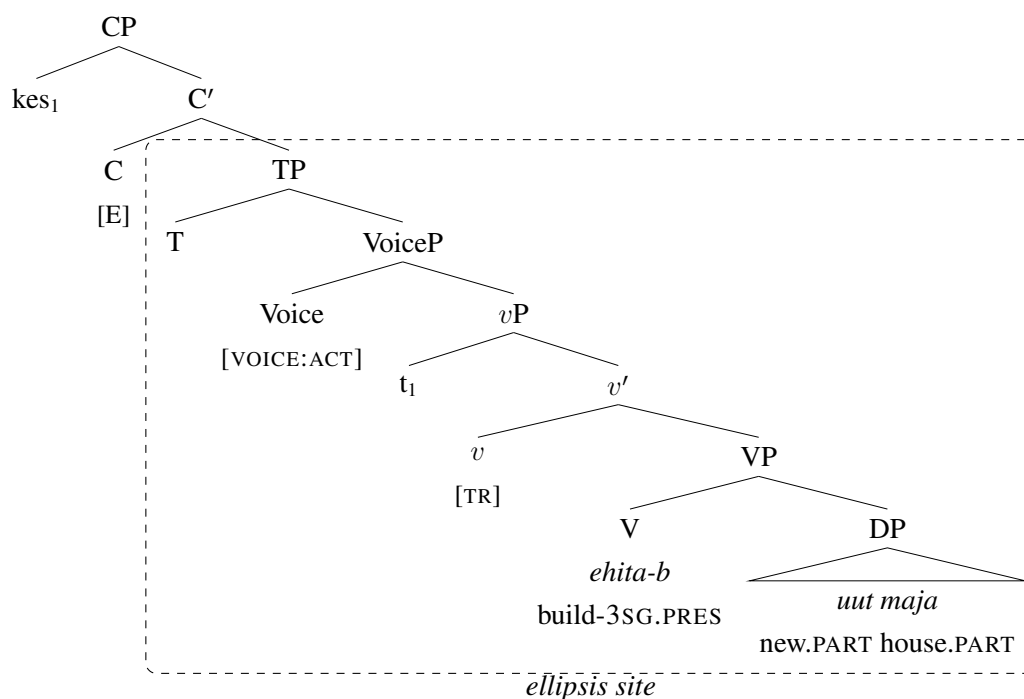 CP
kes₁ C′
C TP
[E]
T VoiceP
Voice vP
[VOICE:ACT]
t₁ v′
v VP
[TR]
V DP
ehita-b uut maja
build-3SG.PRES new.PART house.PART
ellipsis site